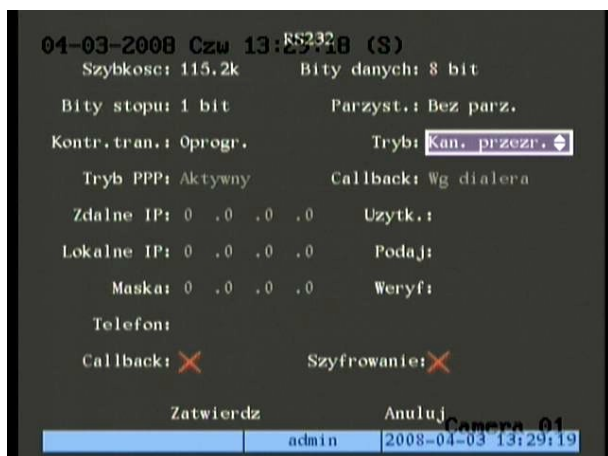 RS232
04-03-2008 Czw 13:29:18 (S)
Szybkosc: 115.2k Bity danych: 8 bit
Bity stopu: 1 bit Parzyst.: Bez parz.
Kontr.tran.: Oprogr. Tryb: Kan. przezr.
Tryb PPP: Aktywny Callback: Wg dialera
Zdalne IP: 0 .0 .0 .0 Uzytk.:
Lokalne IP: 0 .0 .0 .0 Podaj:
Maska: 0 .0 .0 .0 Weryf:
Telefon:
Callback: Szyfrowanie:
Zatwierdz Anuluj
Camera 01
admin 2008-04-03 13:29:19